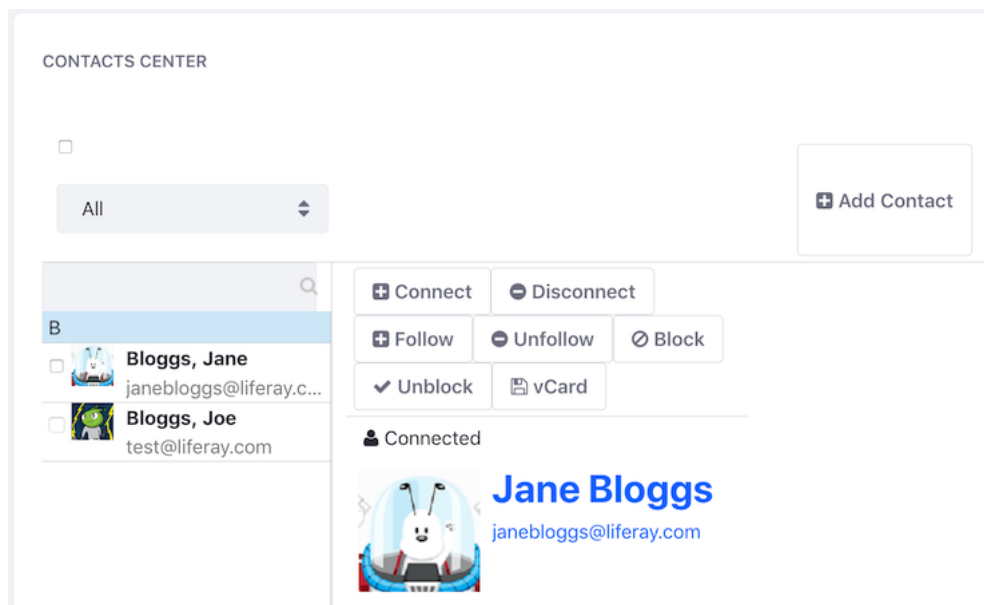 CONTACTS CENTER
All
Add Contact
B
Bloggs, Jane
janebloggs@liferay.c...
Bloggs, Joe
test@liferay.com
Connect Disconnect
Follow Unfollow Block
Unblock vCard
Connected
Jane Bloggs
janebloggs@liferay.com